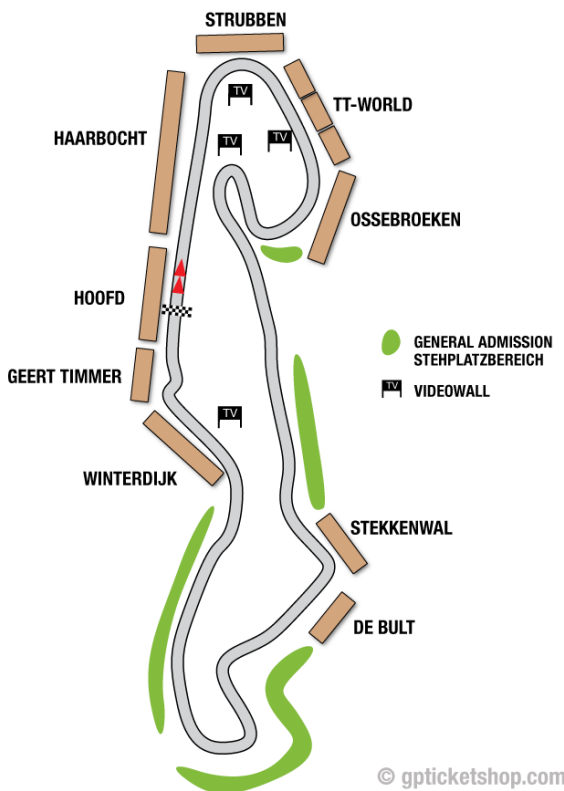 STRUBBEN
TV
TT-WORLD
HAARBOCHT
TV
TV
OSSEBROEKEN
HOOFD
GENERAL ADMISSION
STEHPLATZBEREICH
GEERT TIMMER
TV
VIDEOWALL
TV
WINTERDIJK
STEKKENWAL
DE BULT
© gpticketshop.com